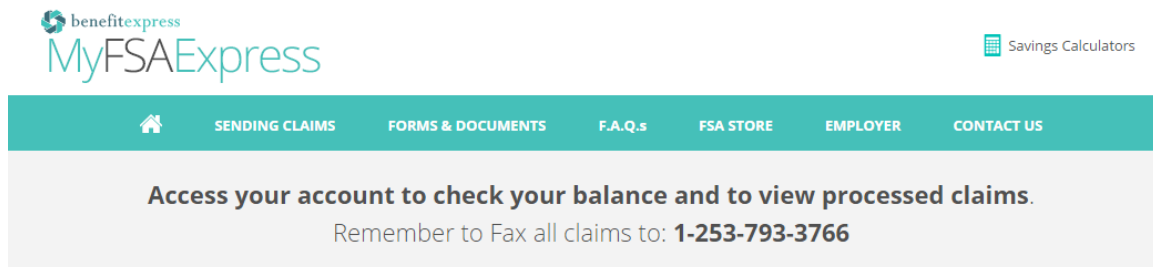 benefitexpress
MyFSAExpress
Savings Calculators
SENDING CLAIMS FORMS & DOCUMENTS F.A.Q.s FSA STORE EMPLOYER CONTACT US
Access your account to check your balance and to view processed claims.
Remember to Fax all claims to: 1-253-793-3766